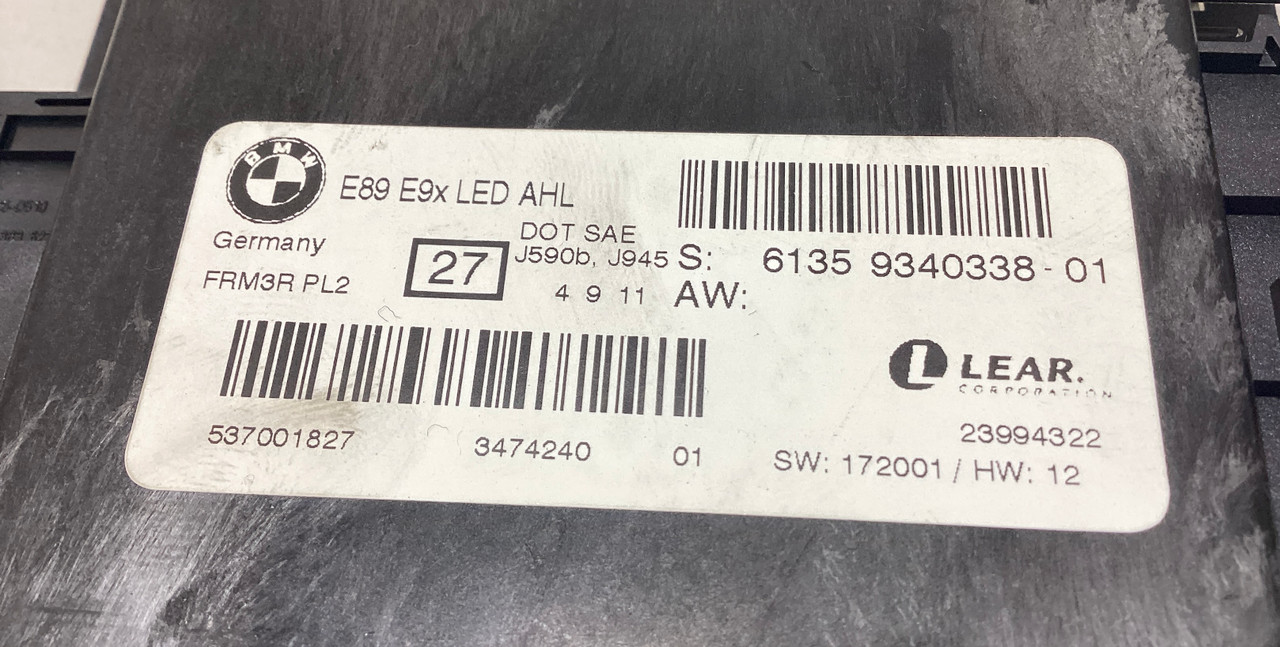 BMW
E89 E9x LED AHL
Germany
FRM3R PL2
27
DOT SAE
J590b, J945
4 9 11
S: 6135 9340338-01
AW:
LEAR.
CORPORATION
537001827 3474240 01
23994322
SW: 172001 / HW: 12